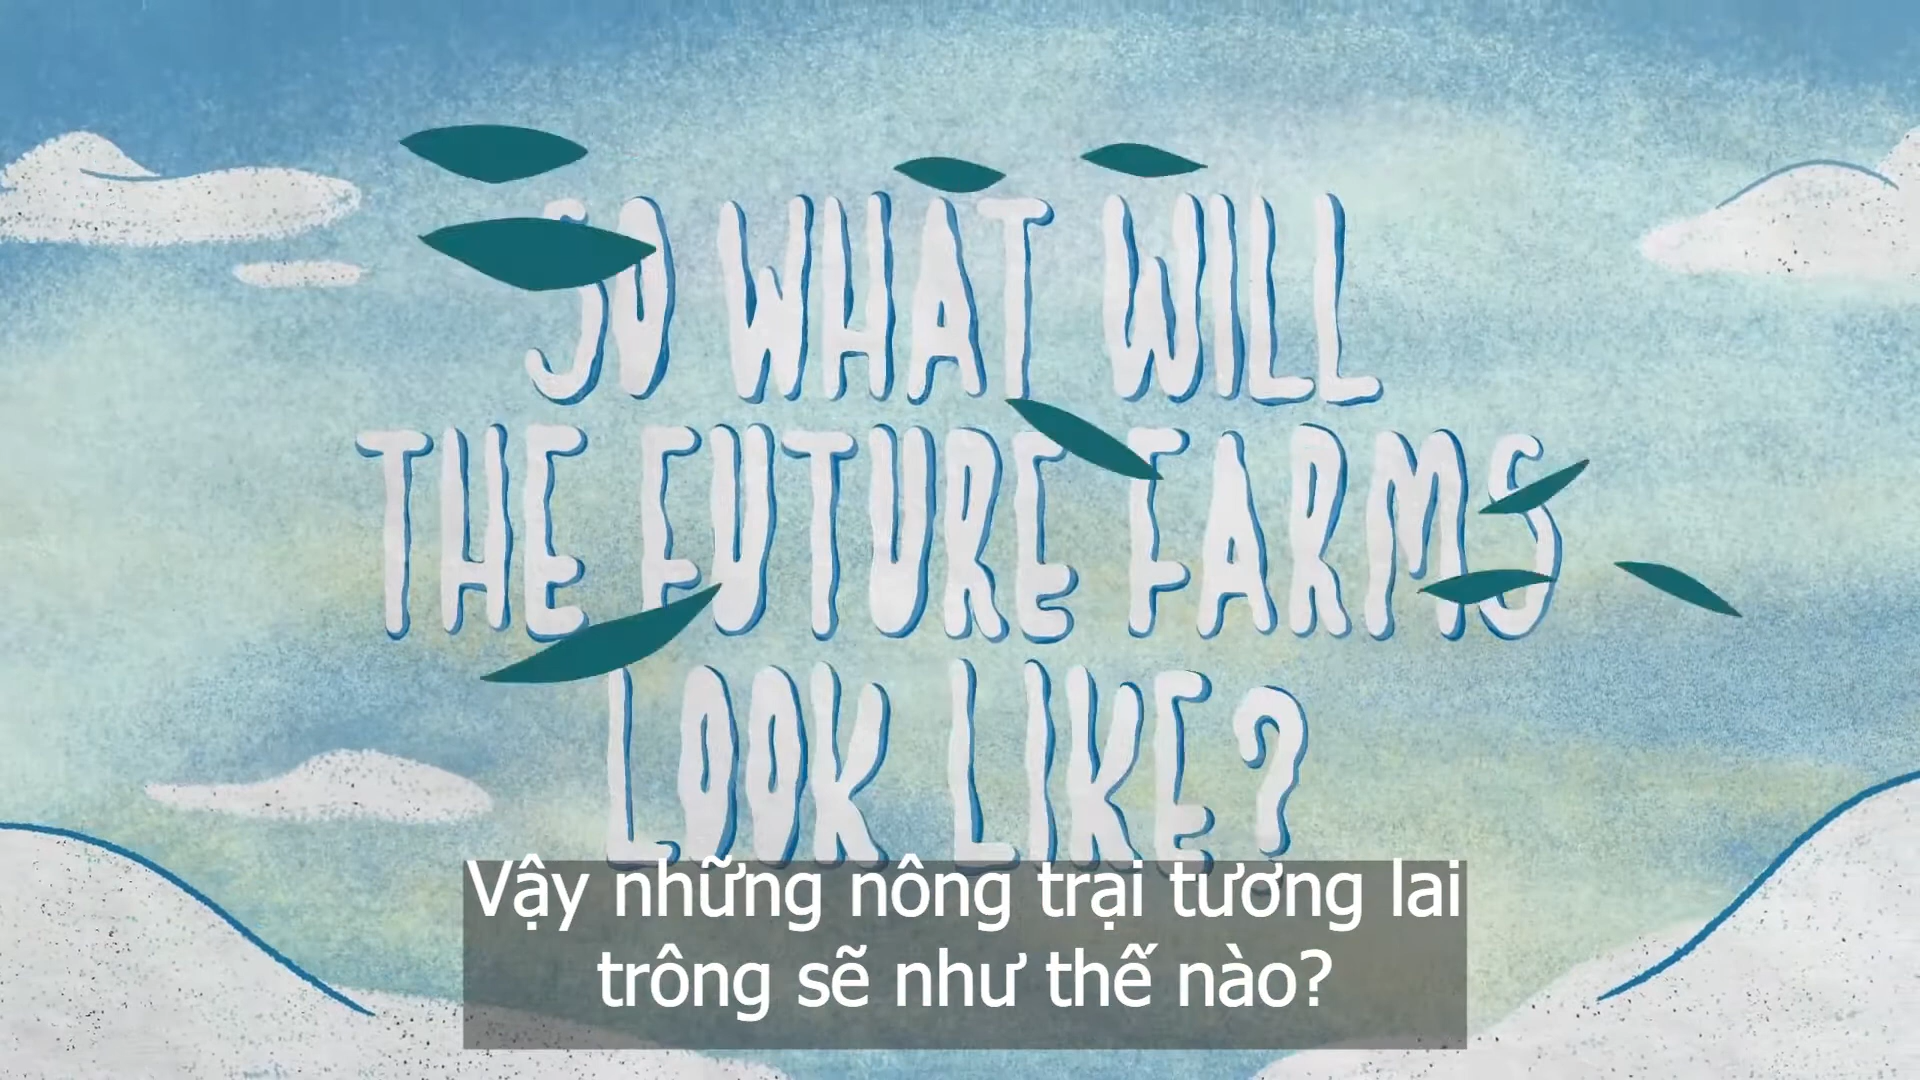 SO WHAT WILL
THE FUTURE FARMS
LOOK LIKE?
Vậy những nông trại tương lai
trông sẽ như thế nào?